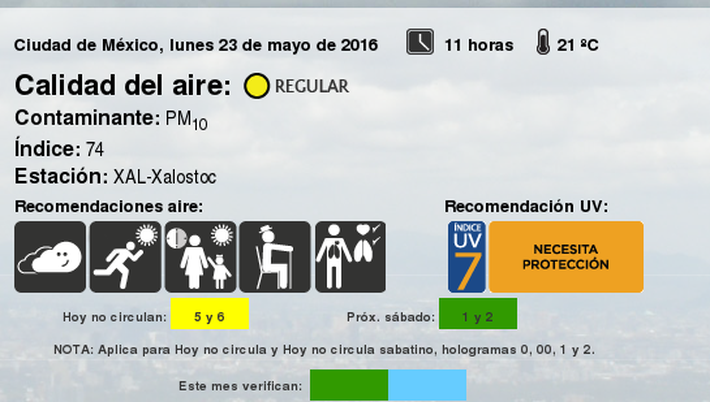 Ciudad de México, lunes 23 de mayo de 2016 11 horas 21 ºC
Calidad del aire: REGULAR
Contaminante: PM10
Índice: 74
Estación: XAL-Xalostoc
Recomendaciones aire: Recomendación UV:
ÍNDICE
UV
7
NECESITA
PROTECCIÓN
Hoy no circulan: 5 y 6 Próx. sábado: 1 y 2
NOTA: Aplica para Hoy no circula y Hoy no circula sabatino, hologramas 0, 00, 1 y 2.
Este mes verifican: